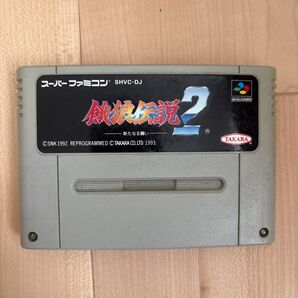 スーパーファミコン SHVC-DJ
餓狼伝説2
新たなる闘い
®
©SNK 1992. REPROGRAMMED ©TAKARA CO.,LTD 1993.
TAKARA